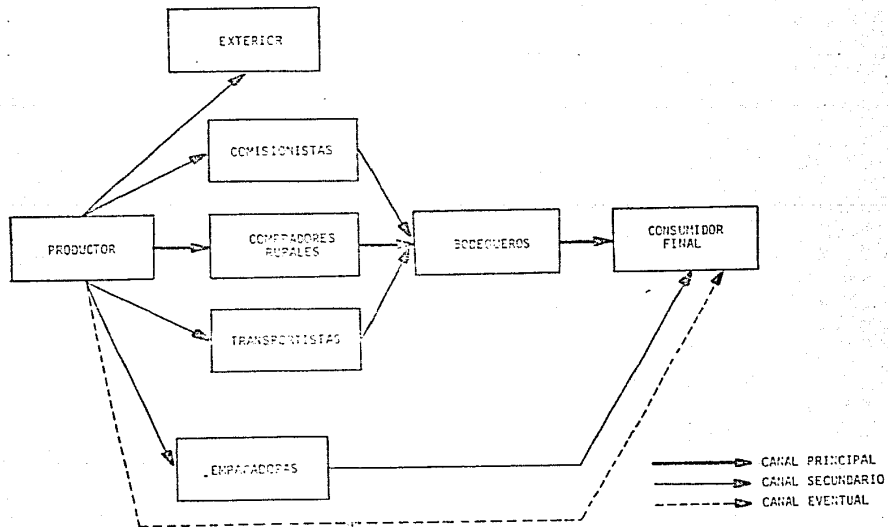 EXTERIOR
COMISIONISTAS
PRODUCTOR
COMPRADORES
RURALES
BODEGUEROS
CONSUMIDOR
FINAL
TRANSPORTISTAS
EMPACADORAS
CANAL PRINCIPAL
CANAL SECUNDARIO
CANAL EVENTUAL